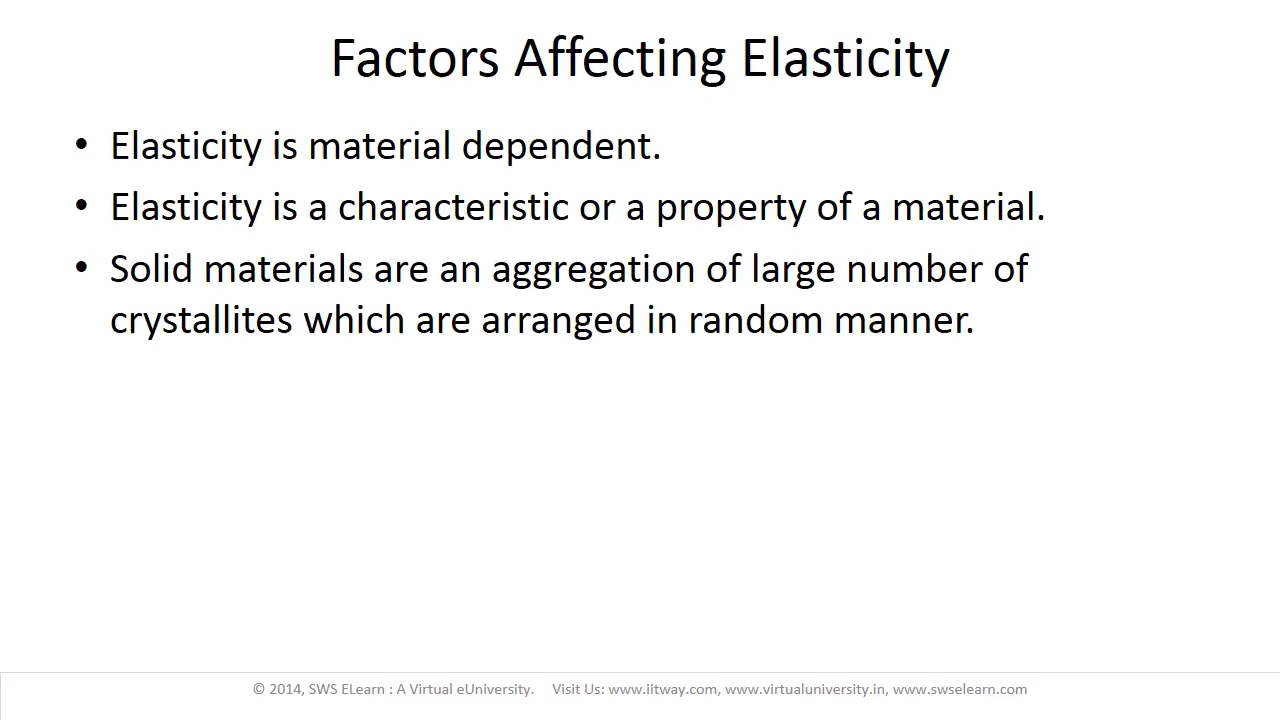 Factors Affecting Elasticity
• Elasticity is material dependent.
• Elasticity is a characteristic or a property of a material.
• Solid materials are an aggregation of large number of
crystallites which are arranged in random manner.
© 2014, SWS ELearn : A Virtual eUniversity. Visit Us: www.iitway.com, www.virtualuniversity.in, www.swselearn.com